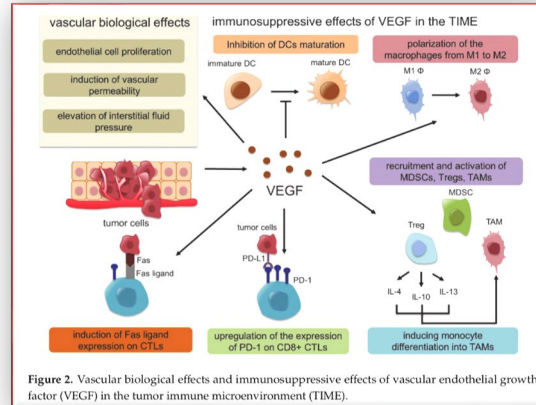 vascular biological effects
endothelial cell proliferation
induction of vascular
permeability
elevation of interstitial fluid
pressure
immunosuppressive effects of VEGF in the TIME
Inhibition of DCs maturation
immature DC
mature DC
polarization of the
macrophages from M1 to M2
M1 Φ
M2 Φ
VEGF
tumor cells
recruitment and activation of
MDSCs, Tregs, TAMs
MDSC
Treg
TAM
IL-4
IL-10
IL-13
inducing monocyte
differentiation into TAMs
Fas
Fas ligand
induction of Fas ligand
expression on CTLs
tumor cells
PD-L1
PD-1
upregulation of the expression
of PD-1 on CD8+ CTLs
Figure 2. Vascular biological effects and immunosuppressive effects of vascular endothelial growth
factor (VEGF) in the tumor immune microenvironment (TIME).